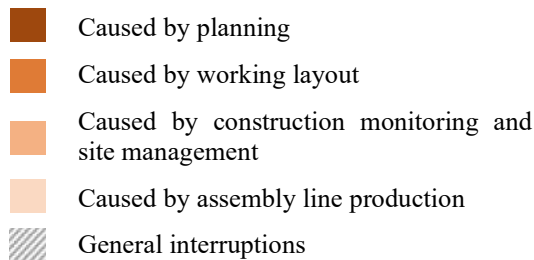 Caused by planning
Caused by working layout
Caused by construction monitoring and
site management
Caused by assembly line production
General interruptions